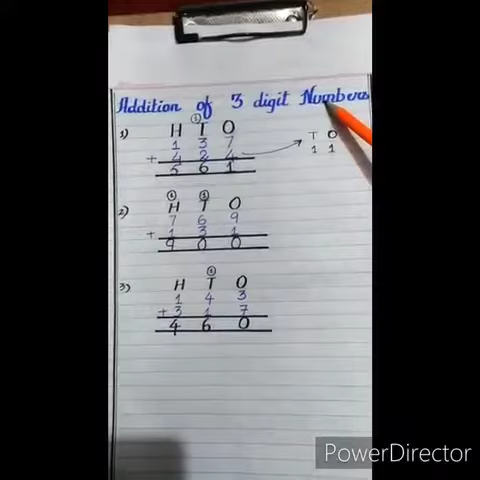 Addition of 3 digit Numbers
①
1) H T O
1 3 7 T O
+ 4 2 4 1 1
5 6 1
① ①
2) H T O
7 6 9
+ 1 3 1
9 0 0
①
3) H T O
1 4 3
+ 3 1 7
4 6 0
PowerDirector